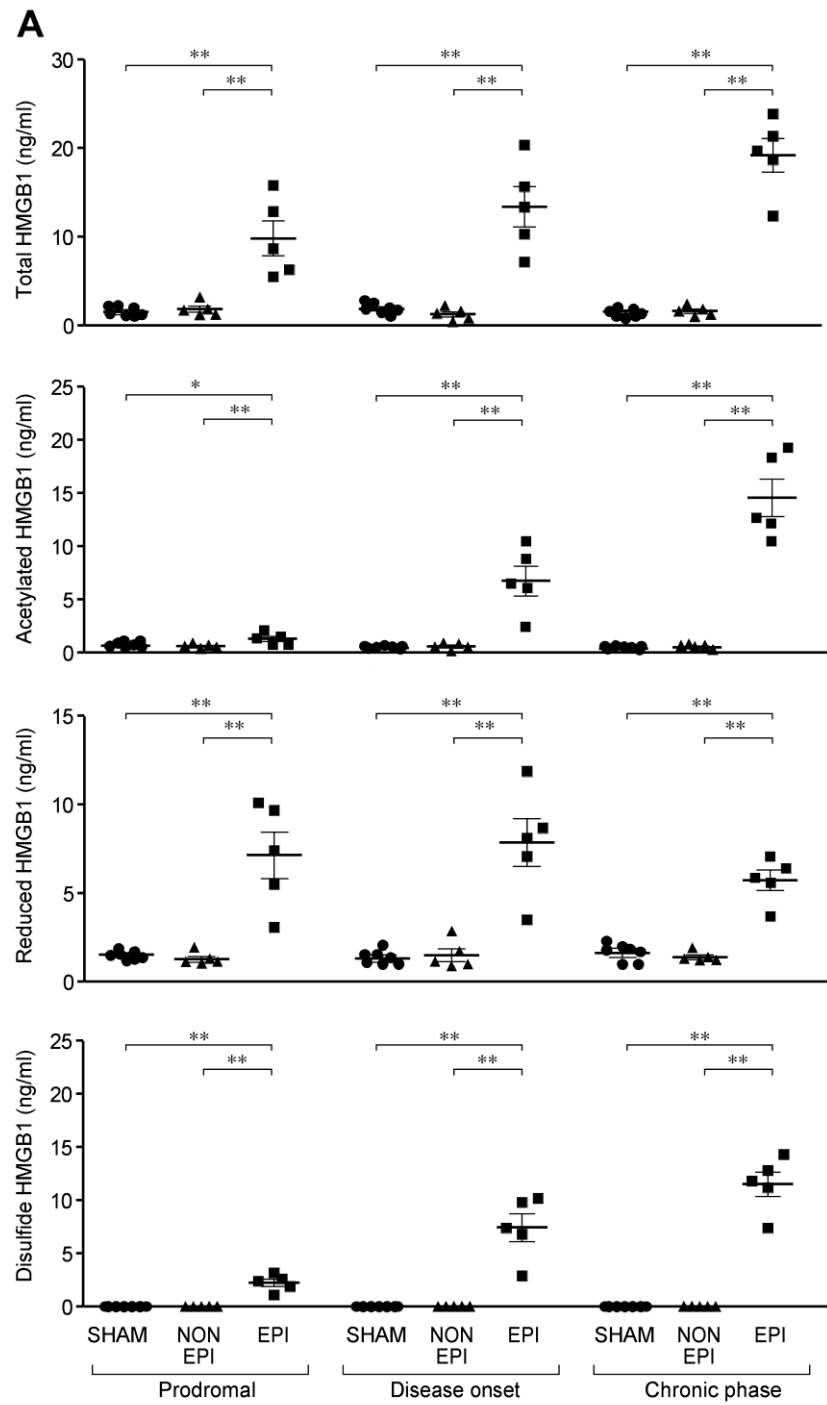 A
** ** **
** ** **
30
20
10
0
Total HMGB1 (ng/ml)
* ** **
** ** **
25
20
15
10
5
0
Acetylated HMGB1 (ng/ml)
** ** **
** ** **
15
10
5
0
Reduced HMGB1 (ng/ml)
** ** **
** ** **
25
20
15
10
5
0
Disulfide HMGB1 (ng/ml)
SHAM NON EPI SHAM NON EPI SHAM NON EPI
EPI EPI EPI
Prodromal Disease onset Chronic phase